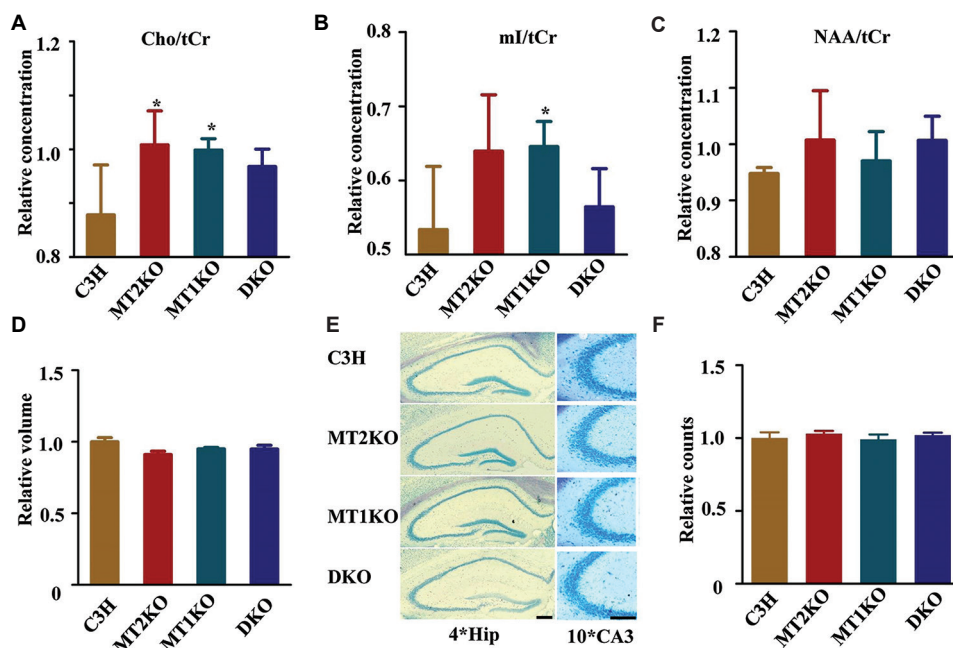 A
Cho/tCr
Relative concentration
1.2
1.0
0.8
*
*
C3H
MT2KO
MT1KO
DKO
B
mI/tCr
Relative concentration
0.8
0.7
0.6
0.5
*
C3H
MT2KO
MT1KO
DKO
C
NAA/tCr
Relative concentration
1.2
1.1
1.0
0.9
0.8
C3H
MT2KO
MT1KO
DKO
D
Relative volume
1.5
1.0
0.5
0
C3H
MT2KO
MT1KO
DKO
E
C3H
MT2KO
MT1KO
DKO
4*Hip
10*CA3
F
Relative counts
1.5
1.0
0.5
0
C3H
MT2KO
MT1KO
DKO